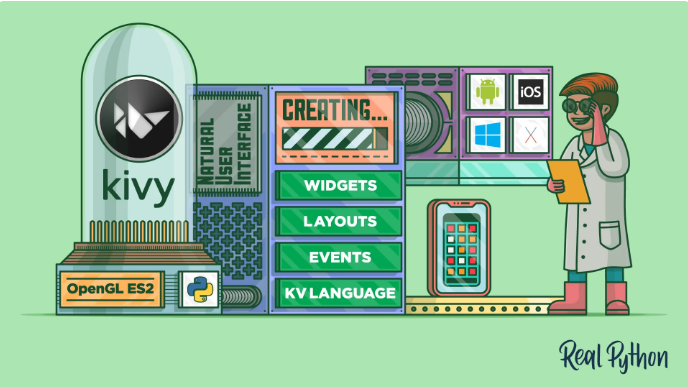 kivy
OpenGL ES2
NATURAL
USER
INTERFACE
CREATING...
WIDGETS
LAYOUTS
EVENTS
KV LANGUAGE
iOS
X
Real Python